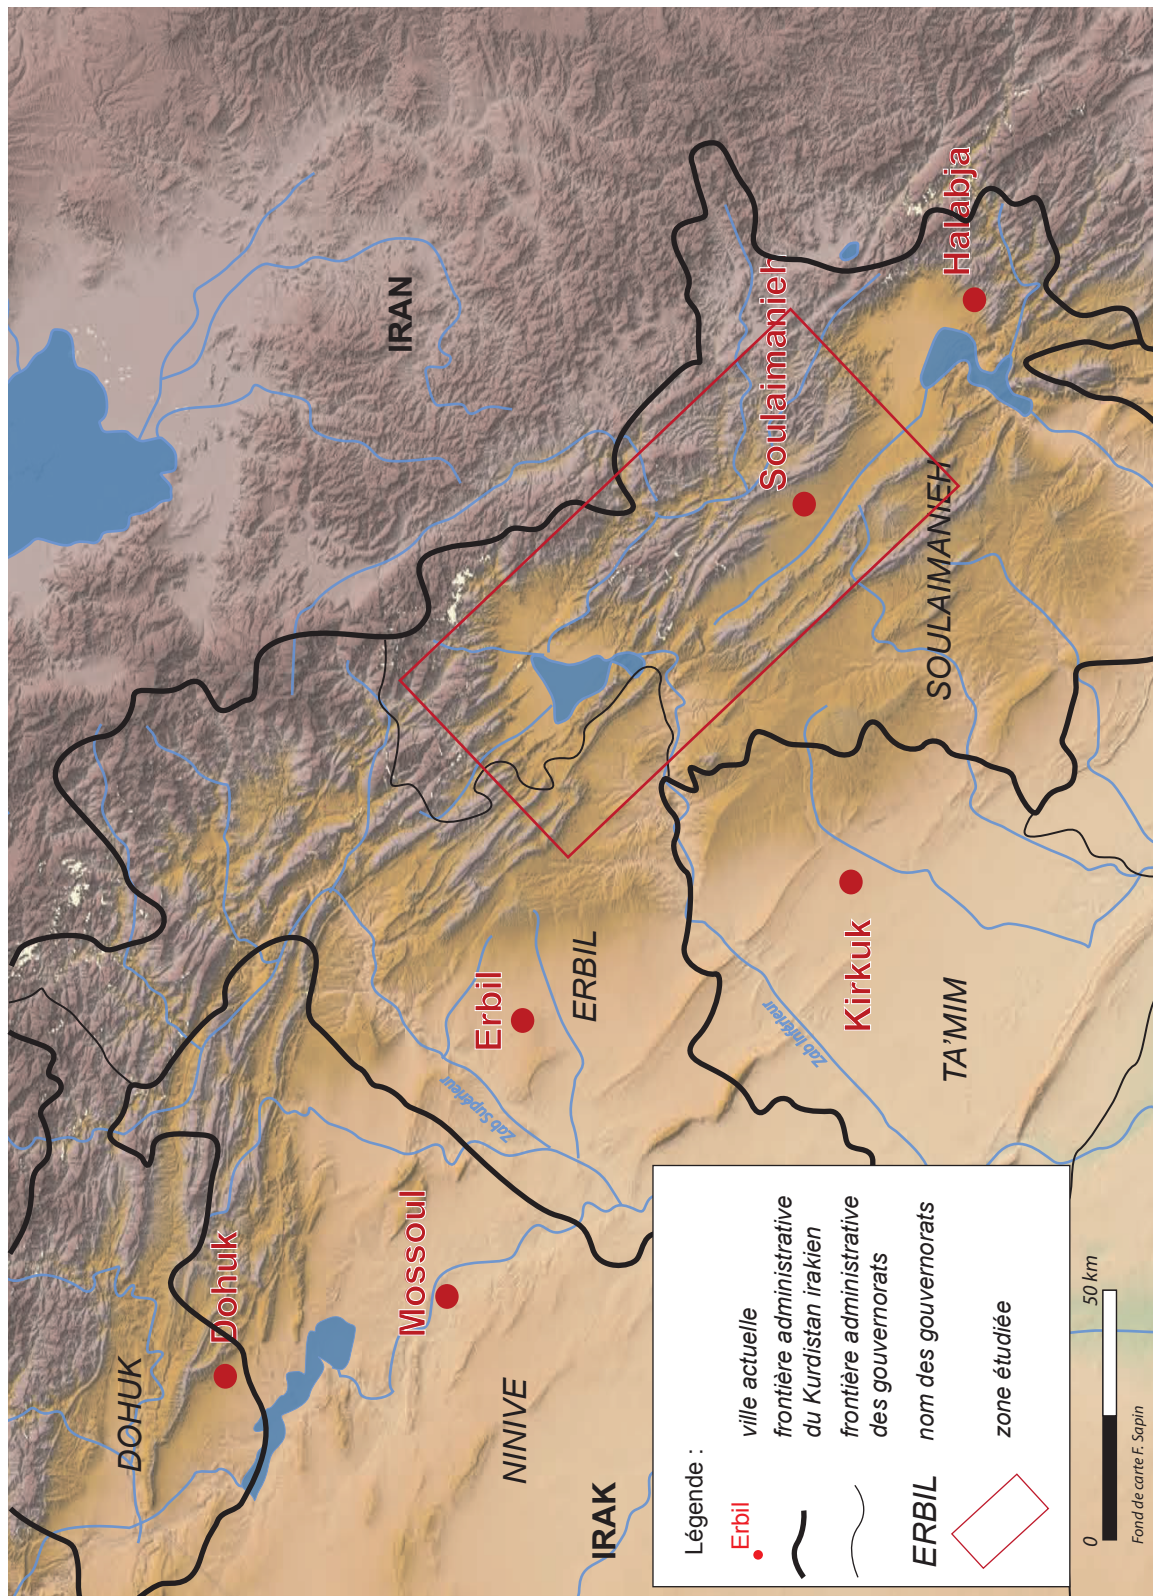 DOHUK
Dohuk
Mossoul
NINIVE
IRAK
Zab Supérieur
Erbil
ERBIL
Zab Inférieur
Kirkuk
TA'MIM
IRAN
Soulaimanieh
SOULAIMANIEH
Halabja
Légende :
Erbil
ville actuelle
frontière administrative
du Kurdistan irakien
frontière administrative
des gouvernorats
ERBIL
nom des gouvernorats
zone étudiée
0
50 km
Fond de carte F. Sapin